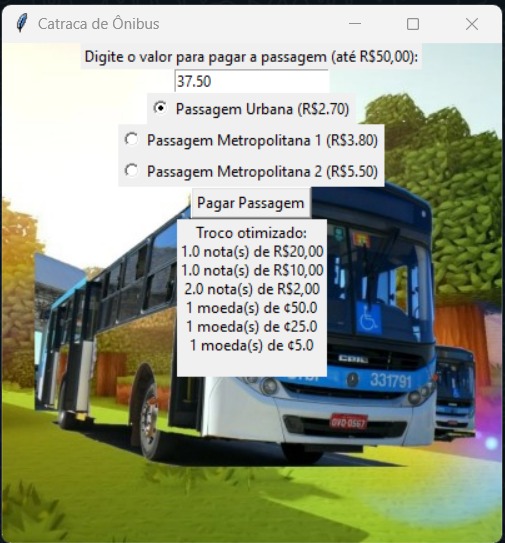 Catraca de Ônibus
Digite o valor para pagar a passagem (até R$50,00):
37.50
Passagem Urbana (R$2.70)
Passagem Metropolitana 1 (R$3.80)
Passagem Metropolitana 2 (R$5.50)
Pagar Passagem
Troco otimizado:
1.0 nota(s) de R$20,00
1.0 nota(s) de R$10,00
2.0 nota(s) de R$2,00
1 moeda(s) de ¢50.0
1 moeda(s) de ¢25.0
1 moeda(s) de ¢5.0
331791
OVO-0567